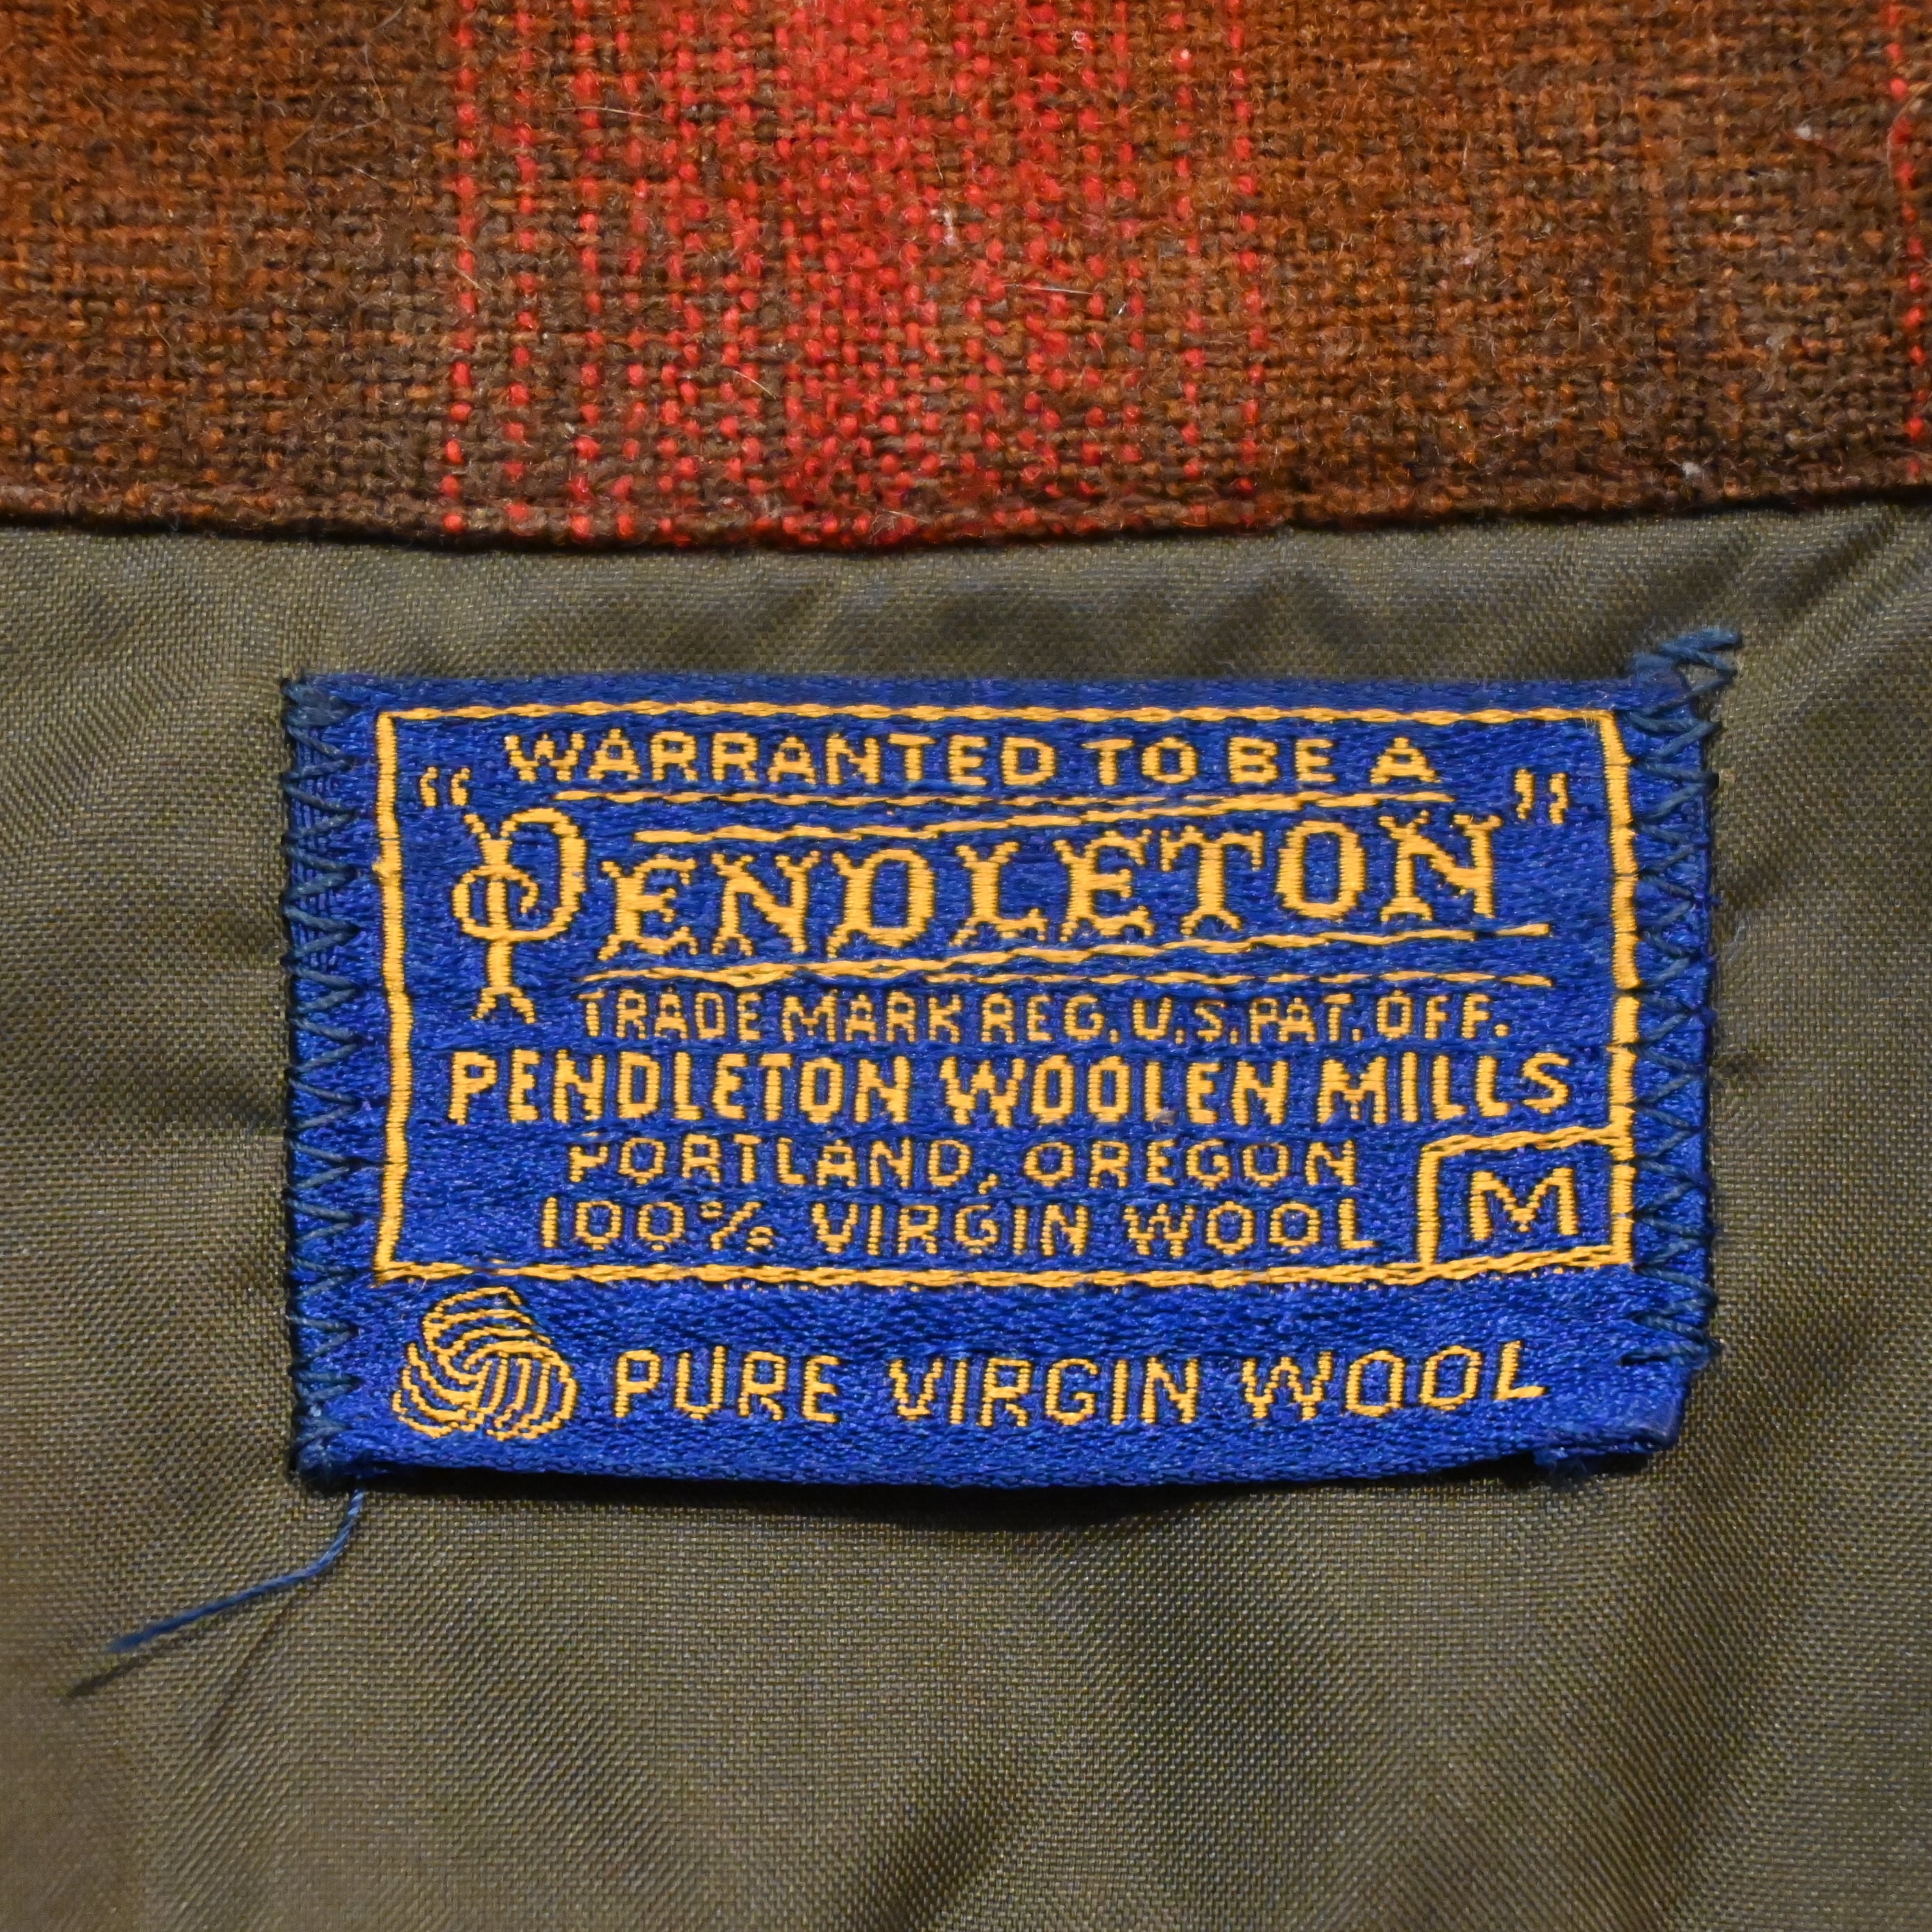 WARRANTED TO BE A
"PENDLETON"
TRADE MARK REG. U.S. PAT. OFF.
PENDLETON WOOLEN MILLS
PORTLAND, OREGON
100% VIRGIN WOOL
M
PURE VIRGIN WOOL